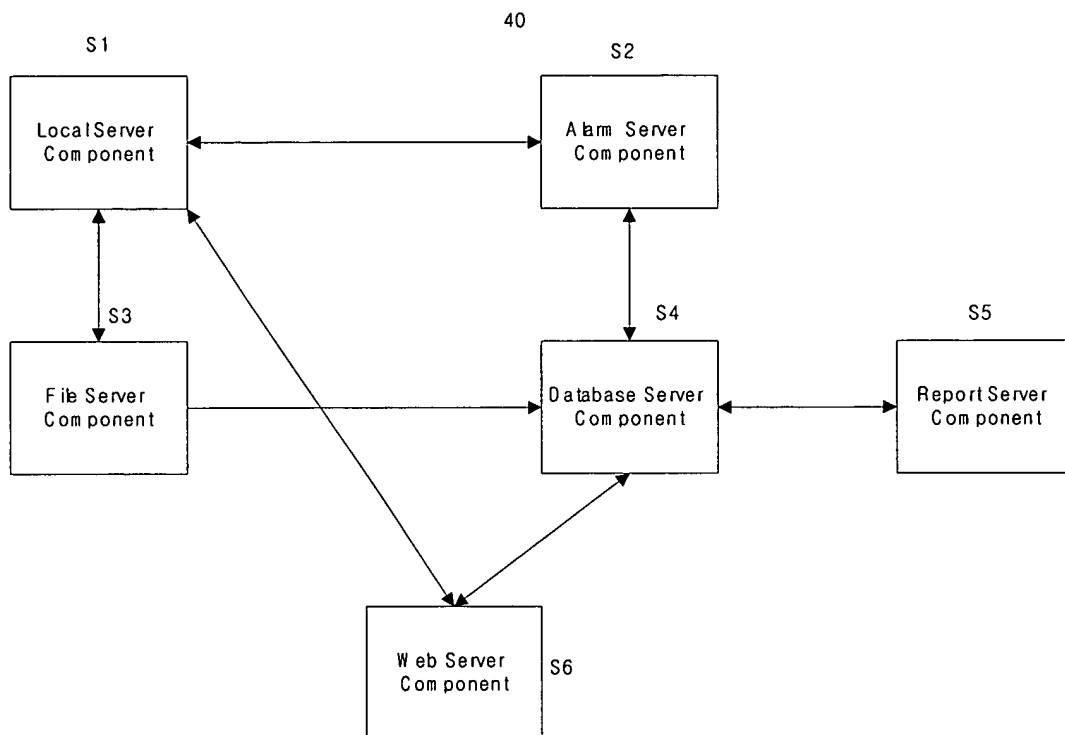 40
S1
S2
Local Server
Component
Alarm Server
Component
S3
S4
S5
File Server
Component
Database Server
Component
Report Server
Component
Web Server
Component
S6